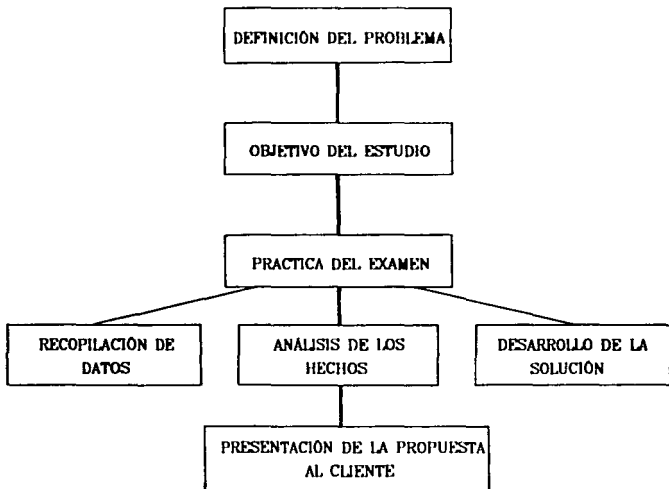 DEFINICIÓN DEL PROBLEMA
OBJETIVO DEL ESTUDIO
PRACTICA DEL EXAMEN
RECOPILACIÓN DE
DATOS
ANÁLISIS DE LOS
HECHOS
DESARROLLO DE LA
SOLUCIÓN
PRESENTACIÓN DE LA PROPUESTA
AL CLIENTE